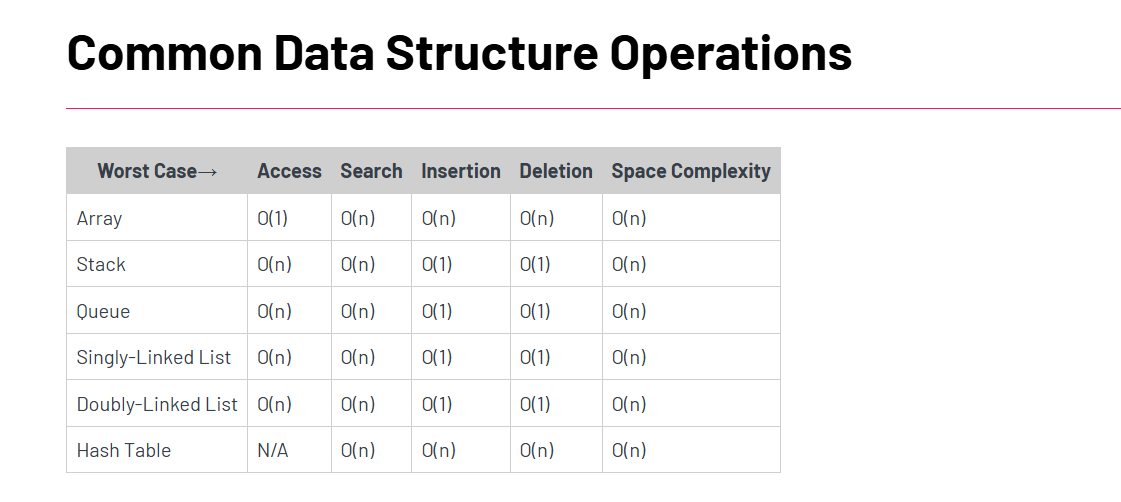 Common Data Structure Operations
Worst Case→ Access Search Insertion Deletion Space Complexity
Array O(1) O(n) O(n) O(n) O(n)
Stack O(n) O(n) O(1) O(1) O(n)
Queue O(n) O(n) O(1) O(1) O(n)
Singly-Linked List O(n) O(n) O(1) O(1) O(n)
Doubly-Linked List O(n) O(n) O(1) O(1) O(n)
Hash Table N/A O(n) O(n) O(n) O(n)